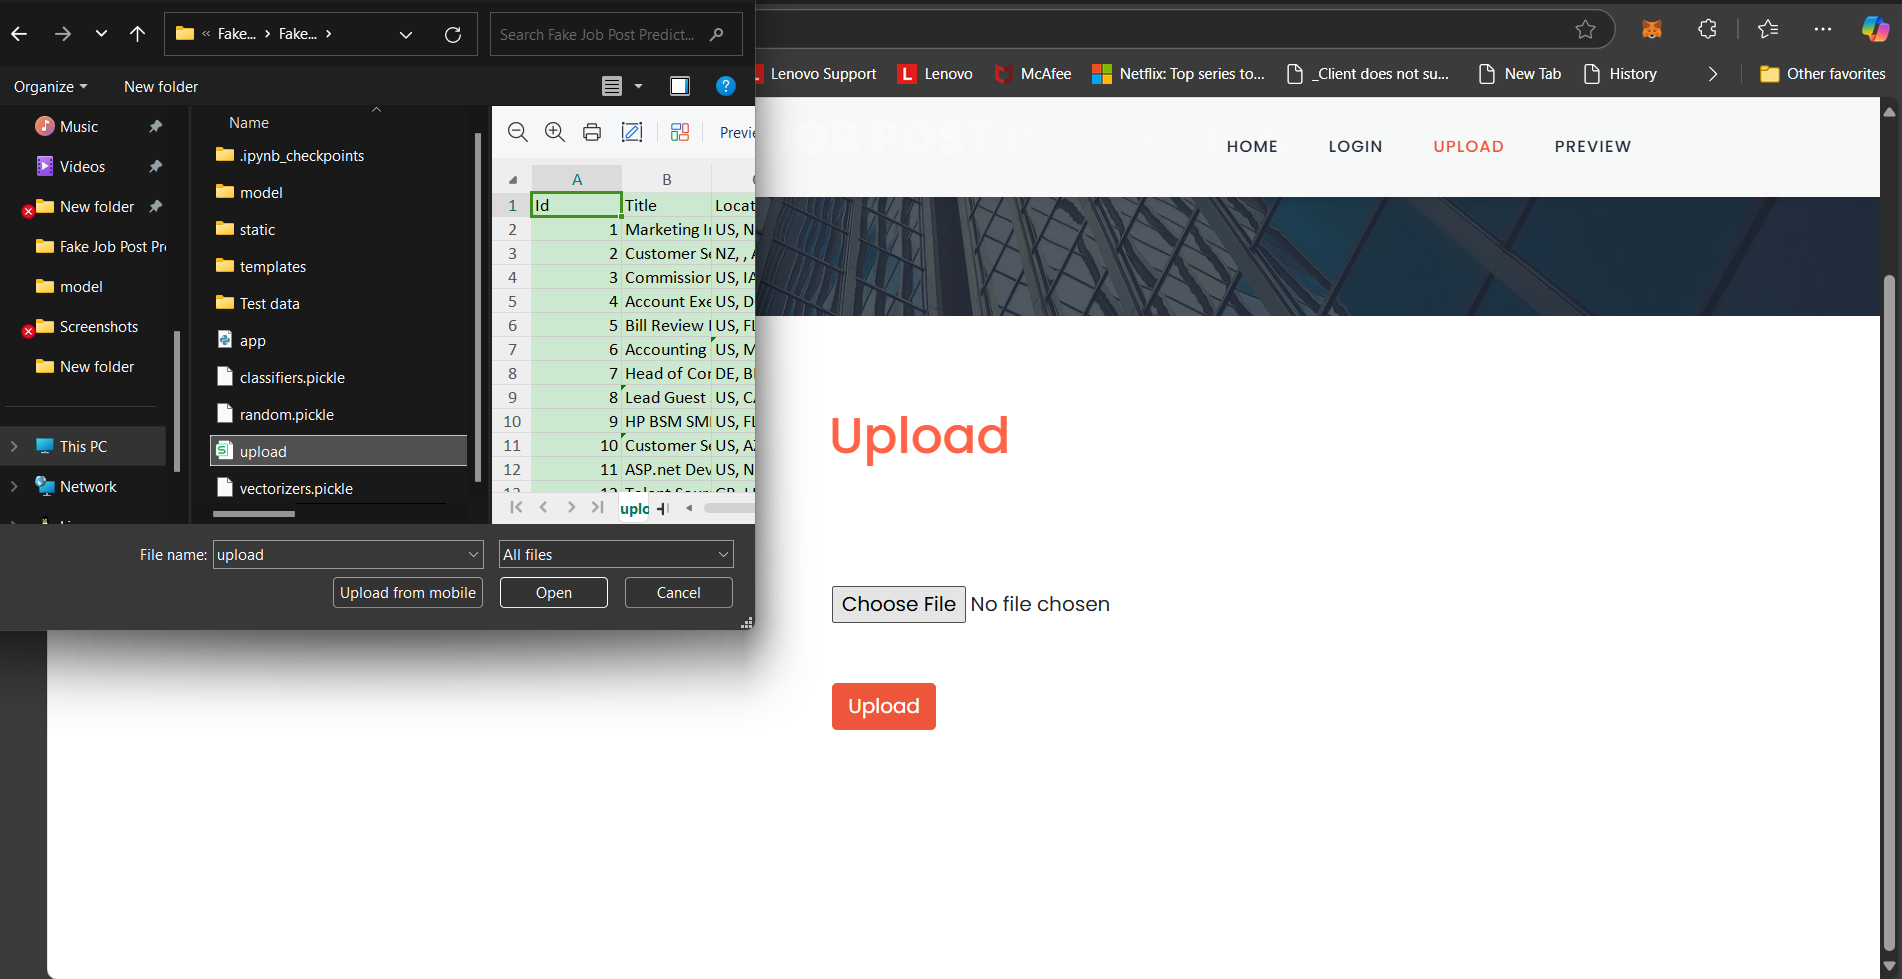 « Fake... > Fake... >
Search Fake Job Post Predict...
Organize
New folder
Music
Videos
New folder
Fake Job Post Pr
model
Screenshots
New folder
This PC
Network
Name
.ipynb_checkpoints
model
static
templates
Test data
app
classifiers.pickle
random.pickle
upload
vectorizers.pickle
Previe
A B
1 Id Title Locat
2 1 Marketing I US, N
3 2 Customer Se NZ, , A
4 3 Commission US, IA
5 4 Account Exe US, D
6 5 Bill Review I US, FL
7 6 Accounting US, M
8 7 Head of Cor DE, BI
9 8 Lead Guest US, CA
10 9 HP BSM SMI US, FL
11 10 Customer Se US, AZ
12 11 ASP.net Dev US, N
uplo
File name: upload
All files
Upload from mobile
Open
Cancel
Lenovo Support
L Lenovo
McAfee
Netflix: Top series to...
_Client does not su...
New Tab
History
Other favorites
JOB POST
HOME
LOGIN
UPLOAD
PREVIEW
Upload
Choose File No file chosen
Upload